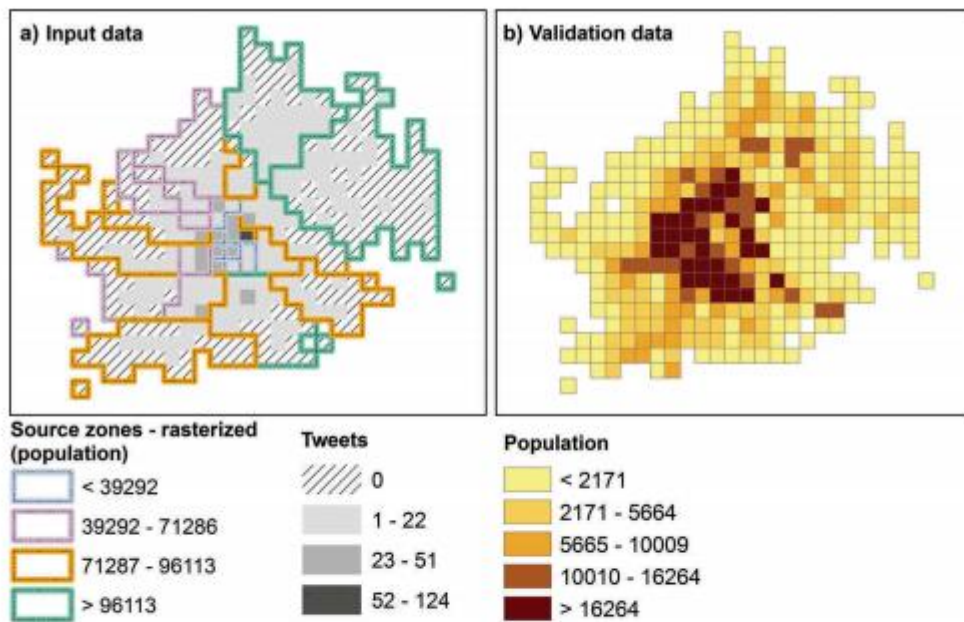 a) Input data
b) Validation data
Source zones - rasterized
(population)
< 39292
39292 - 71286
71287 - 96113
> 96113
Tweets
0
1 - 22
23 - 51
52 - 124
Population
< 2171
2171 - 5664
5665 - 10009
10010 - 16264
> 16264